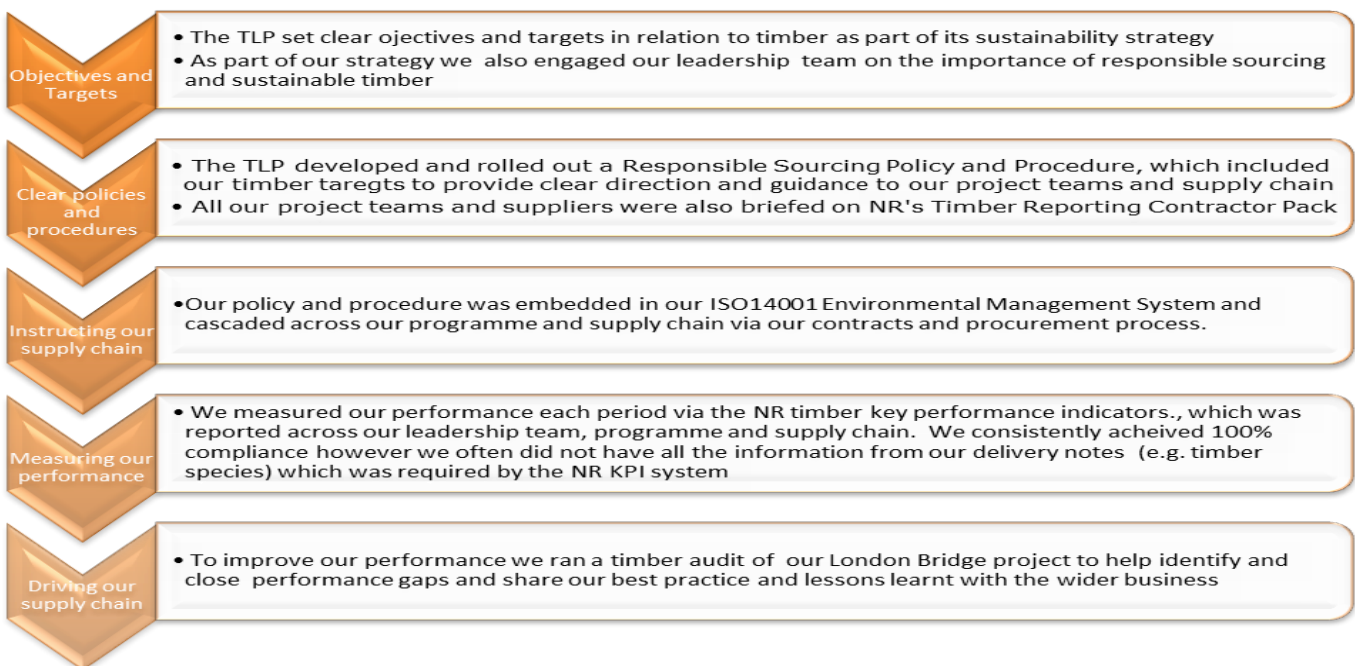 Objectives and
Targets
• The TLP set clear ojectives and targets in relation to timber as part of its sustainability strategy
• As part of our strategy we also engaged our leadership team on the importance of responsible sourcing
and sustainable timber
Clear policies
and
procedures
• The TLP developed and rolled out a Responsible Sourcing Policy and Procedure, which included
our timber taregts to provide clear direction and guidance to our project teams and supply chain
• All our project teams and suppliers were also briefed on NR's Timber Reporting Contractor Pack
Instructing our
supply chain
•Our policy and procedure was embedded in our ISO14001 Environmental Management System and
cascaded across our programme and supply chain via our contracts and procurement process.
Measuring our
performance
• We measured our performance each period via the NR timber key performance indicators., which was
reported across our leadership team, programme and supply chain. We consistently acheived 100%
compliance however we often did not have all the information from our delivery notes (e.g. timber
species) which was required by the NR KPI system
Driving our
supply chain
• To improve our performance we ran a timber audit of our London Bridge project to help identify and
close performance gaps and share our best practice and lessons learnt with the wider business